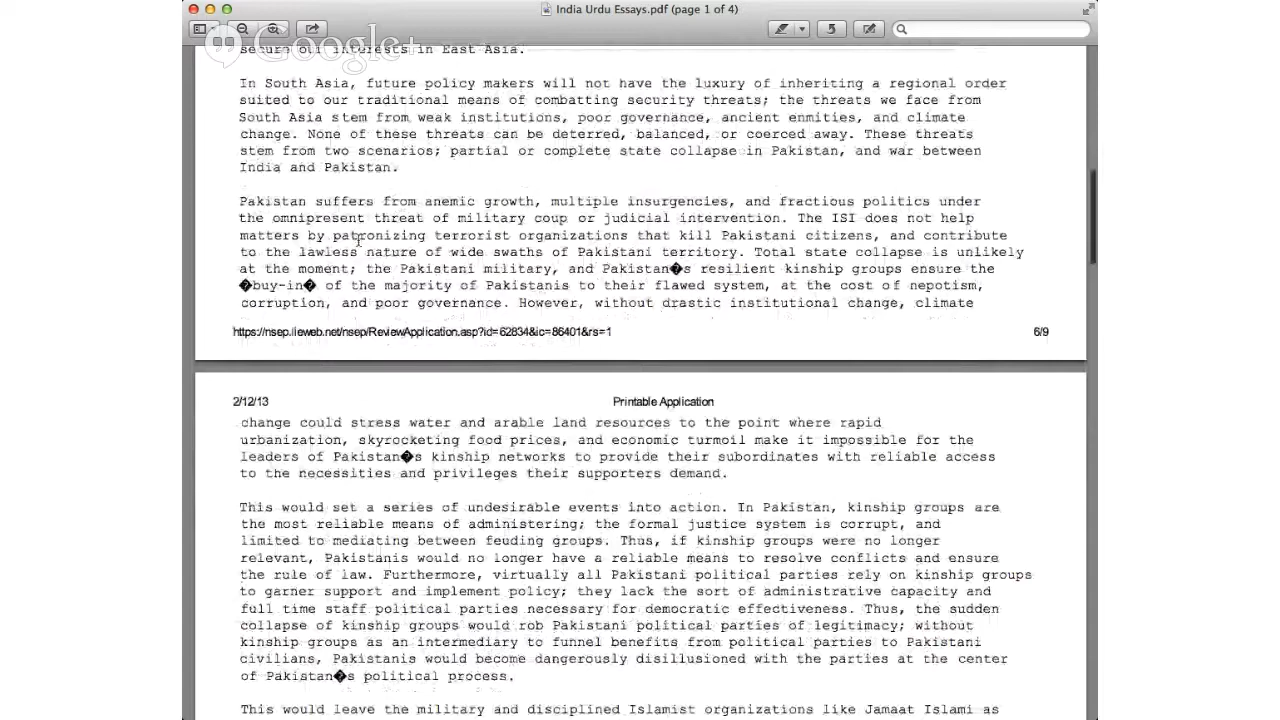 India Urdu Essays.pdf (page 1 of 4)
Google+
secure our interests in East Asia.
In South Asia, future policy makers will not have the luxury of inheriting a regional order
suited to our traditional means of combatting security threats; the threats we face from
South Asia stem from weak institutions, poor governance, ancient enmities, and climate
change. None of these threats can be deterred, balanced, or coerced away. These threats
stem from two scenarios; partial or complete state collapse in Pakistan, and war between
India and Pakistan.
Pakistan suffers from anemic growth, multiple insurgencies, and fractious politics under
the omnipresent threat of military coup or judicial intervention. The ISI does not help
matters by patronizing terrorist organizations that kill Pakistani citizens, and contribute
to the lawless nature of wide swaths of Pakistani territory. Total state collapse is unlikely
at the moment; the Pakistani military, and Pakistan�s resilient kinship groups ensure the
�buy-in� of the majority of Pakistanis to their flawed system, at the cost of nepotism,
corruption, and poor governance. However, without drastic institutional change, climate
https://nsep.iieweb.net/nsep/ReviewApplication.asp?id=62834&ic=86401&rs=1 6/9
2/12/13 Printable Application
change could stress water and arable land resources to the point where rapid
urbanization, skyrocketing food prices, and economic turmoil make it impossible for the
leaders of Pakistan�s kinship networks to provide their subordinates with reliable access
to the necessities and privileges their supporters demand.
This would set a series of undesirable events into action. In Pakistan, kinship groups are
the most reliable means of administering; the formal justice system is corrupt, and
limited to mediating between feuding groups. Thus, if kinship groups were no longer
relevant, Pakistanis would no longer have a reliable means to resolve conflicts and ensure
the rule of law. Furthermore, virtually all Pakistani political parties rely on kinship groups
to garner support and implement policy; they lack the sort of administrative capacity and
full time staff political parties necessary for democratic effectiveness. Thus, the sudden
collapse of kinship groups would rob Pakistani political parties of legitimacy; without
kinship groups as an intermediary to funnel benefits from political parties to Pakistani
civilians, Pakistanis would become dangerously disillusioned with the parties at the center
of Pakistan�s political process.
This would leave the military and disciplined Islamist organizations like Jamaat Islami as